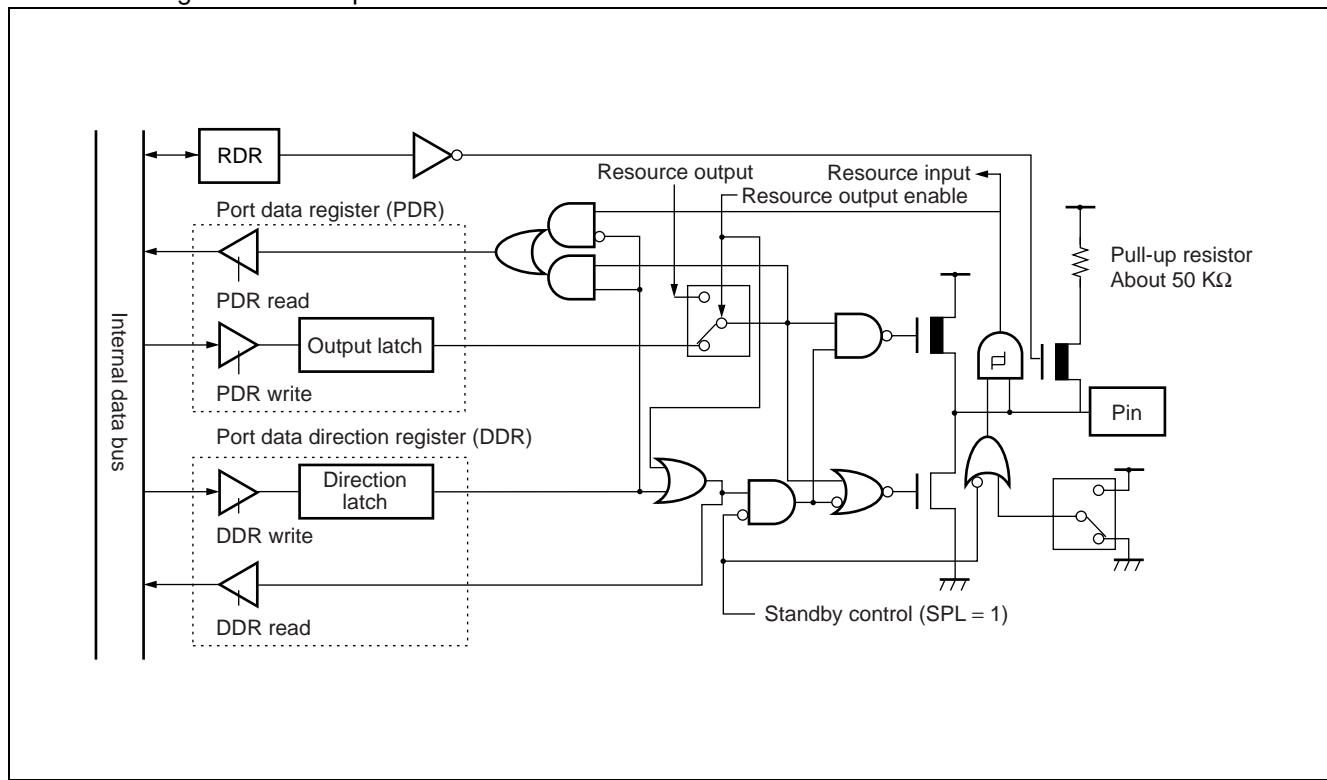 RDR
Resource output
Resource input
Resource output enable
Port data register (PDR)
Pull-up resistor
About 50 KΩ
PDR read
Output latch
PDR write
Internal data bus
Pin
Port data direction register (DDR)
Direction
latch
DDR write
Standby control (SPL = 1)
DDR read